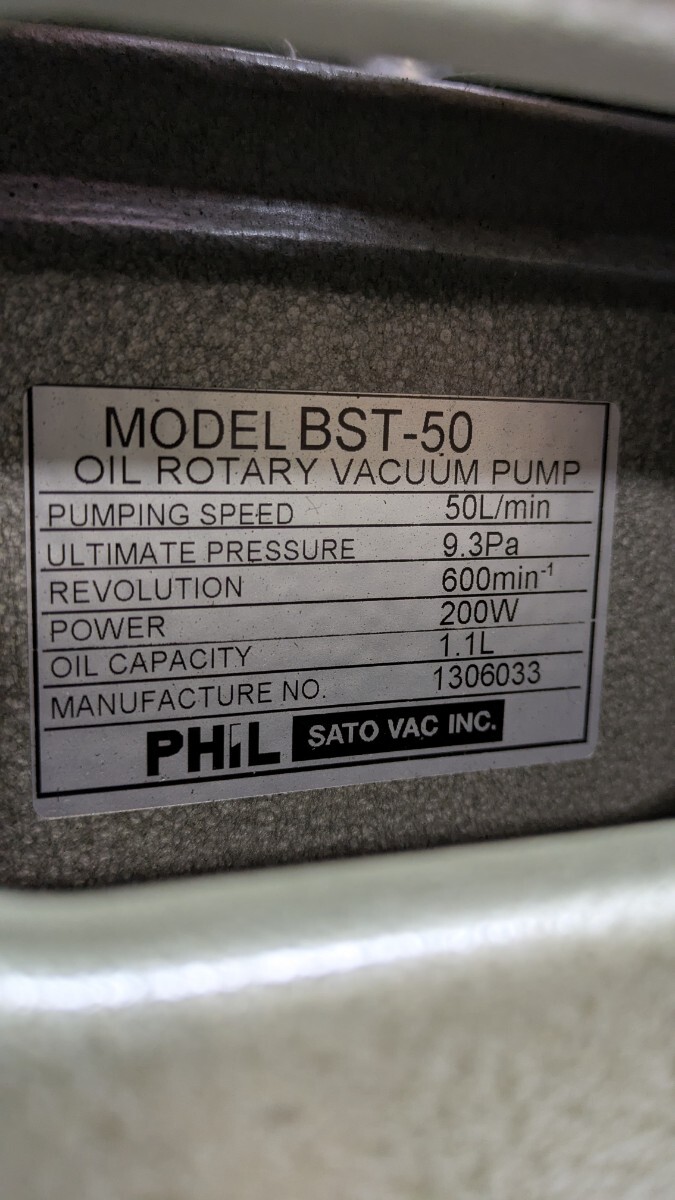 MODEL BST-50
OIL ROTARY VACUUM PUMP
PUMPING SPEED 50L/min
ULTIMATE PRESSURE 9.3Pa
REVOLUTION 600min⁻¹
POWER 200W
OIL CAPACITY 1.1L
MANUFACTURE NO. 1306033
PHiL SATO VAC INC.